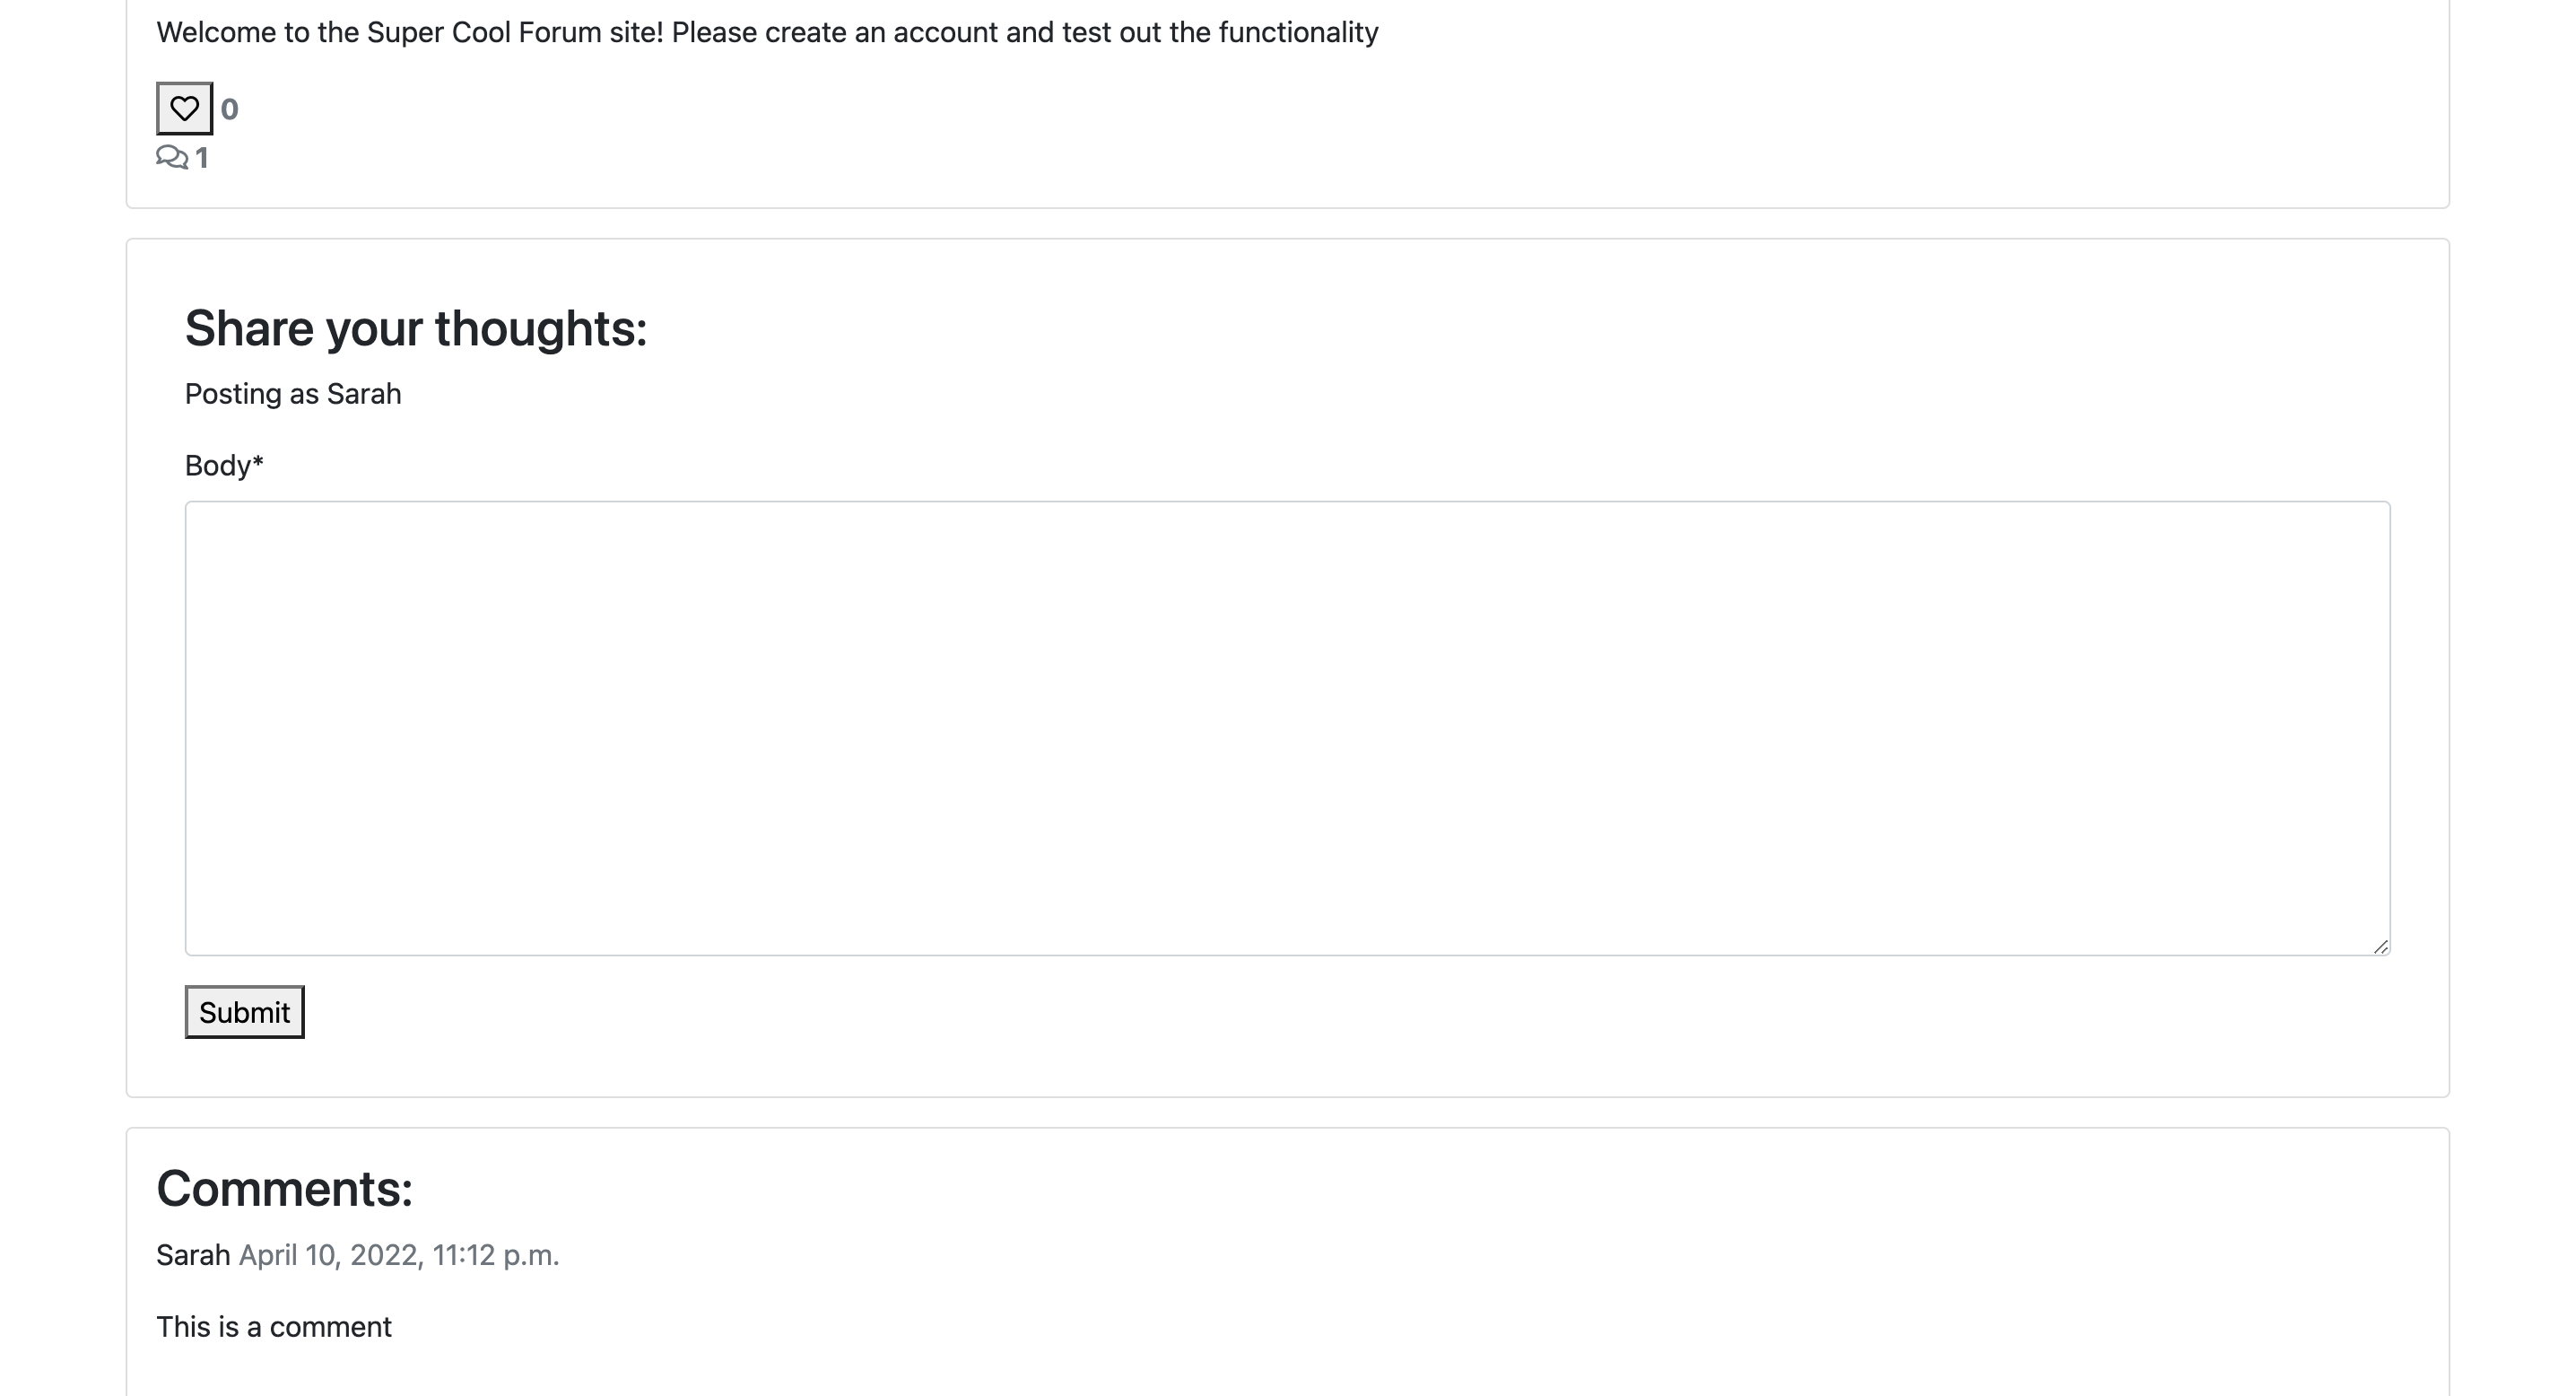 Welcome to the Super Cool Forum site! Please create an account and test out the functionality
0
1
Share your thoughts:
Posting as Sarah
Body*
Submit
Comments:
Sarah April 10, 2022, 11:12 p.m.
This is a comment